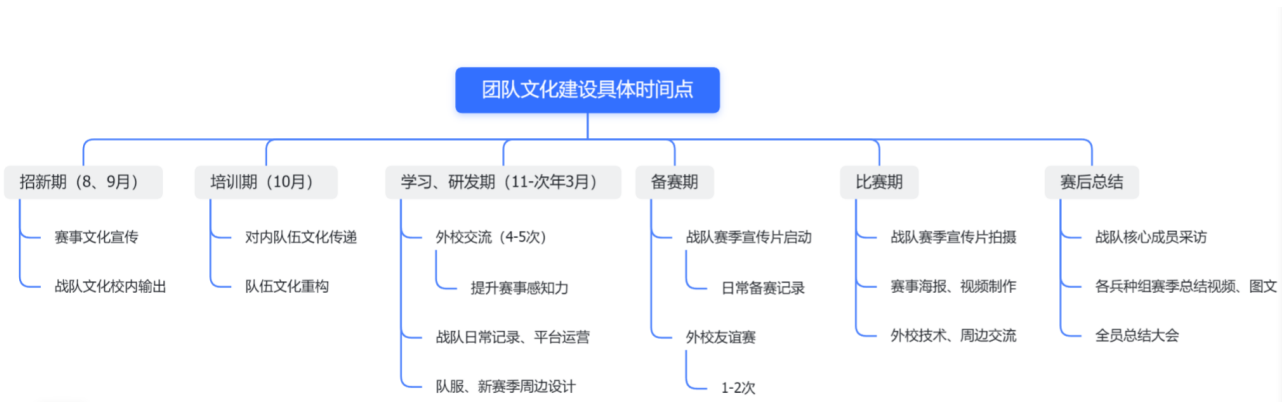 团队文化建设具体时间点
招新期（8、9月）
赛事文化宣传
战队文化校内输出
培训期（10月）
对内队伍文化传递
队伍文化重构
学习、研发期（11-次年3月）
外校交流（4-5次）
提升赛事感知力
战队日常记录、平台运营
队服、新赛季周边设计
备赛期
战队赛季宣传片启动
日常备赛记录
外校友谊赛
1-2次
比赛期
战队赛季宣传片拍摄
赛事海报、视频制作
外校技术、周边交流
赛后总结
战队核心成员采访
各兵种组赛季总结视频、图文
全员总结大会